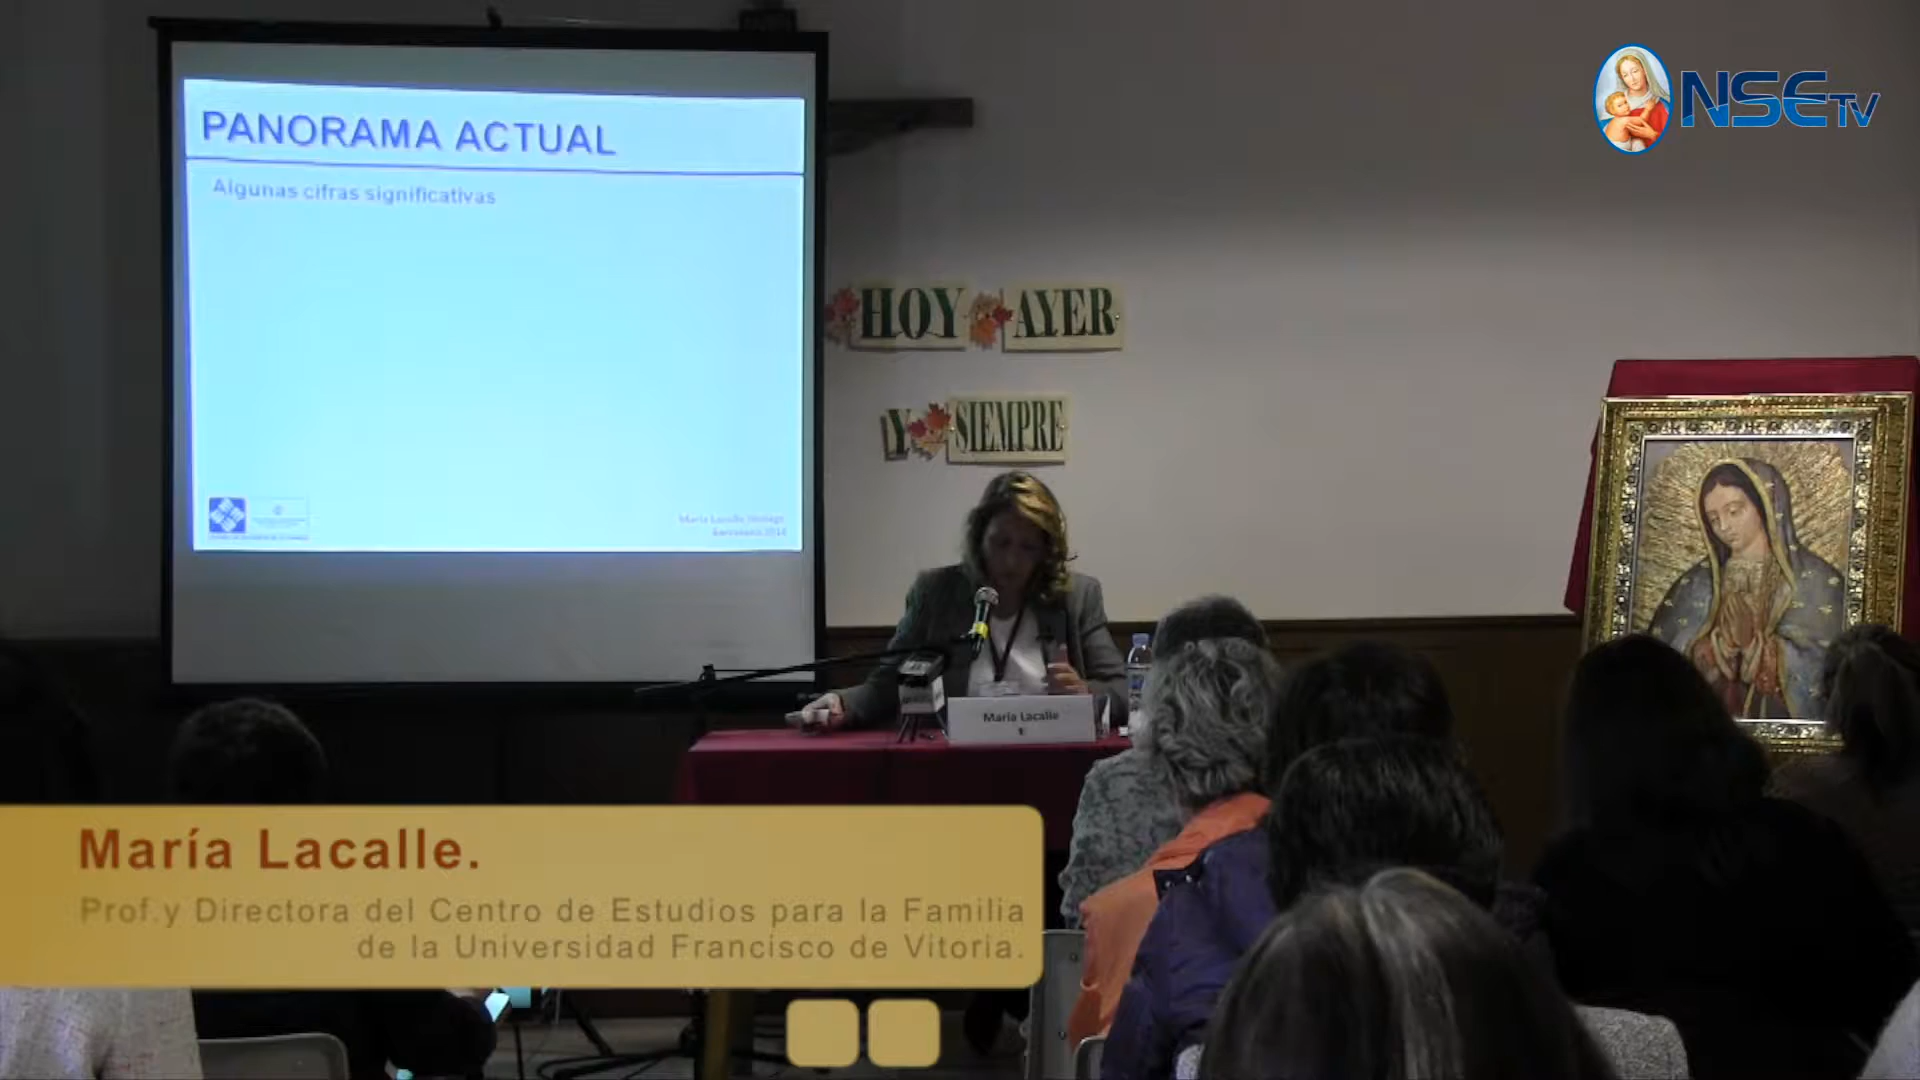 NSETV
PANORAMA ACTUAL
Algunas cifras significativas
HOY AYER
Y SIEMPRE
María Lacalle
María Lacalle.
Prof.y Directora del Centro de Estudios para la Familia
de la Universidad Francisco de Vitoria.